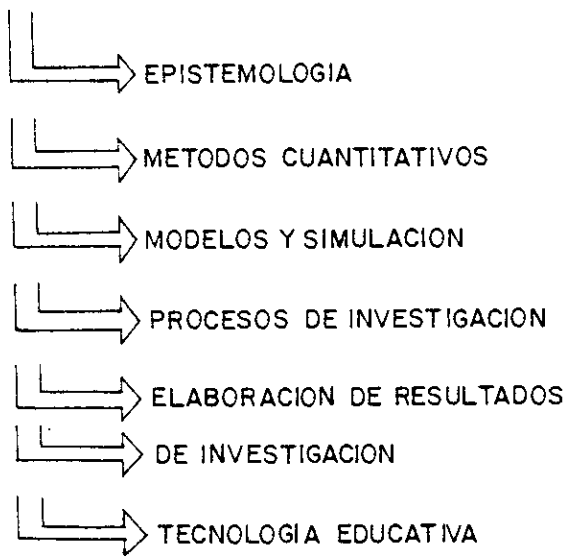 EPISTEMOLOGIA
METODOS CUANTITATIVOS
MODELOS Y SIMULACION
PROCESOS DE INVESTIGACION
ELABORACION DE RESULTADOS
DE INVESTIGACION
TECNOLOGIA EDUCATIVA